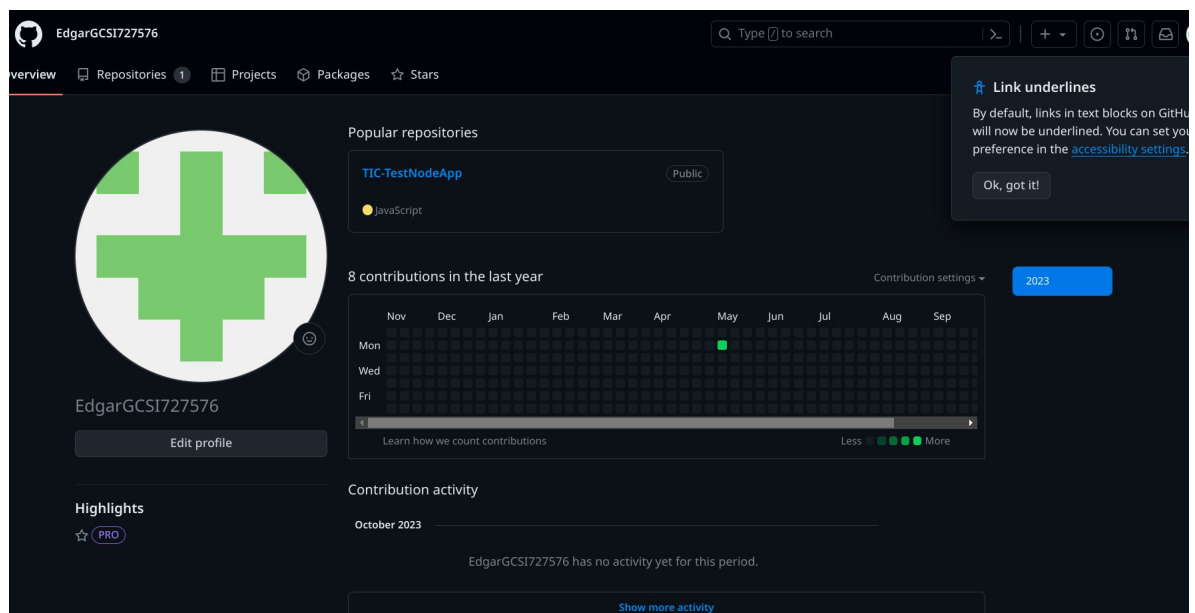 EdgarGCSI727576
Type / to search
verview
Repositories 1
Projects
Packages
Stars
Link underlines
By default, links in text blocks on GitHu
will now be underlined. You can set you
preference in the accessibility settings.
Ok, got it!
Popular repositories
TIC-TestNodeApp
Public
JavaScript
8 contributions in the last year
Contribution settings
2023
Nov Dec Jan Feb Mar Apr May Jun Jul Aug Sep
Mon
Wed
Fri
Learn how we count contributions
Less More
EdgarGCSI727576
Edit profile
Highlights
PRO
Contribution activity
October 2023
EdgarGCSI727576 has no activity yet for this period.
Show more activity